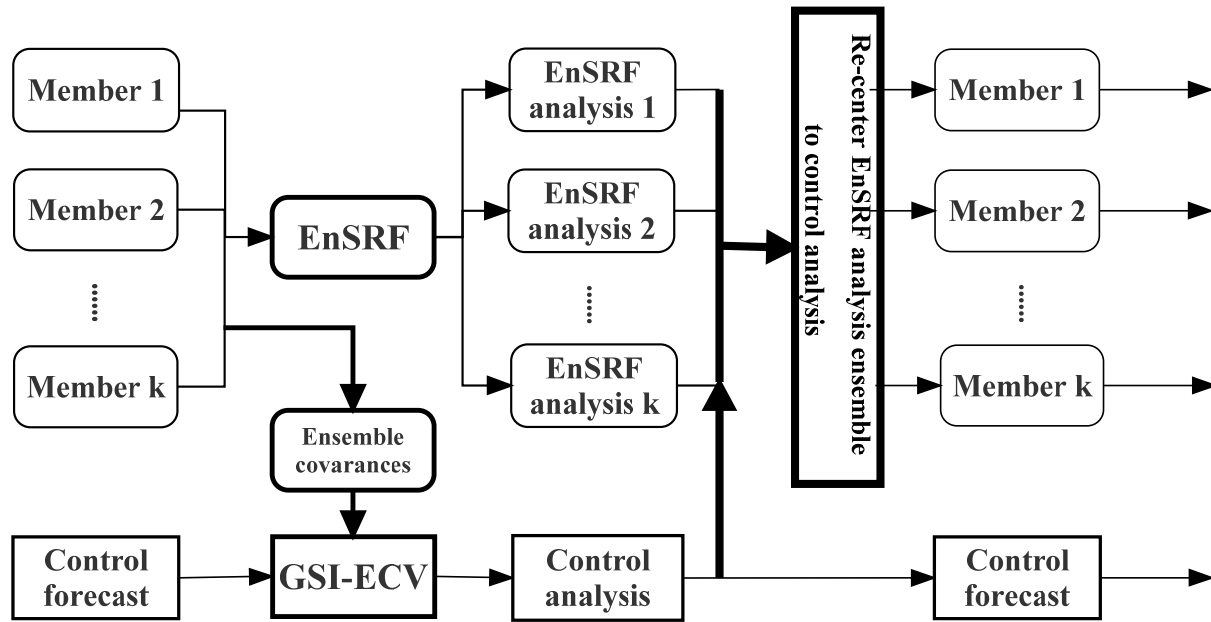 Member 1
Member 2
Member k
Control
forecast
EnSRF
Ensemble
covarances
GSI-ECV
EnSRF
analysis 1
EnSRF
analysis 2
EnSRF
analysis k
Control
analysis
Re-center EnSRF analysis ensemble
to control analysis
Member 1
Member 2
Member k
Control
forecast